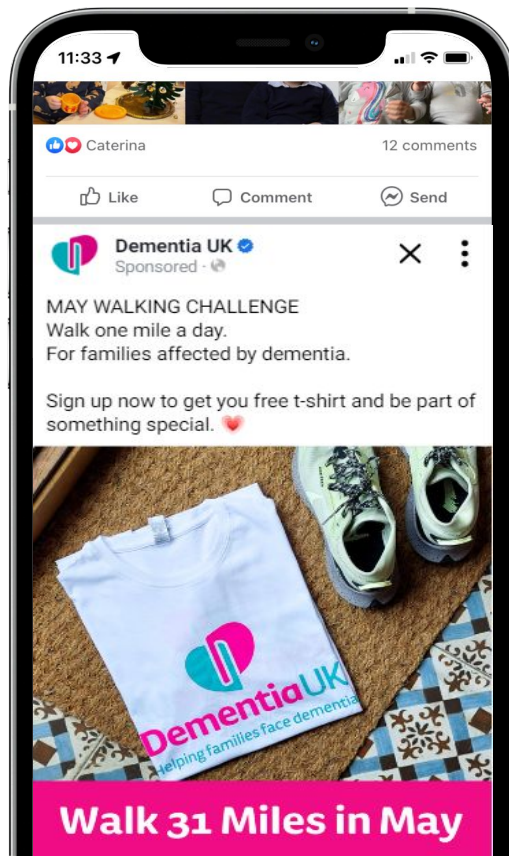 11:33
Caterina
12 comments
Like
Comment
Send
Dementia UK
Sponsored ·
MAY WALKING CHALLENGE
Walk one mile a day.
For families affected by dementia.
Sign up now to get you free t-shirt and be part of
something special.
DementiaUK
Helping families face dementia
Walk 31 Miles in May